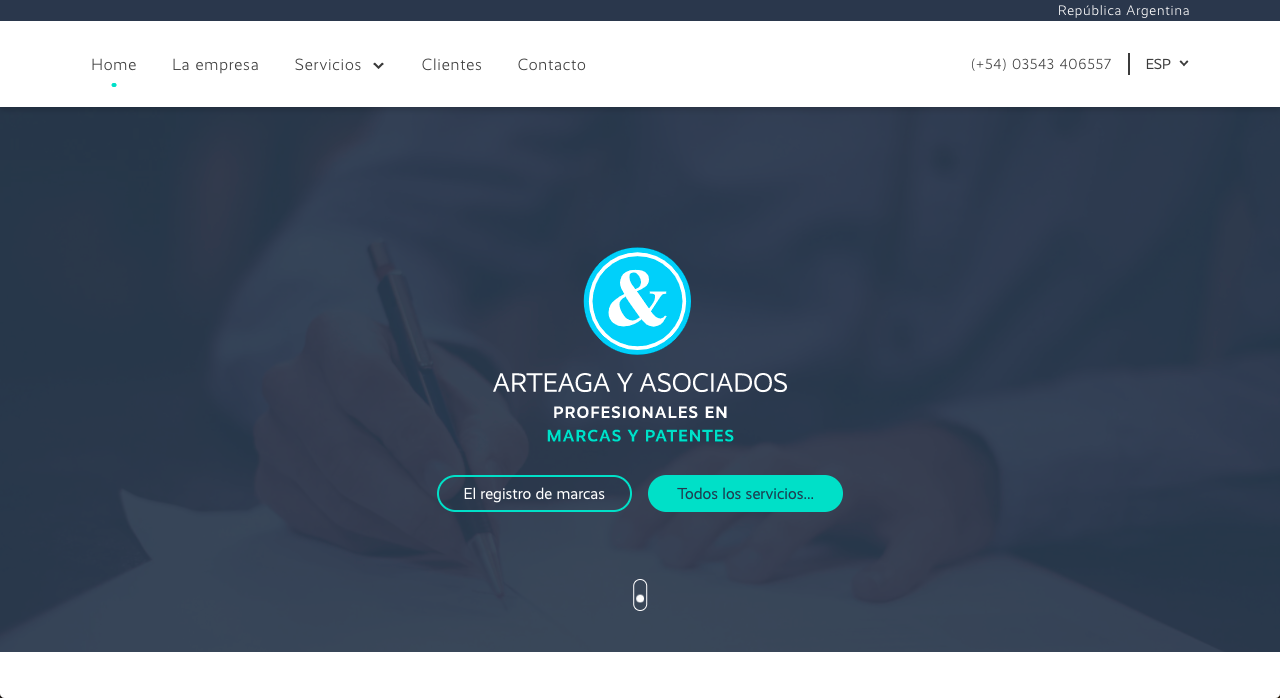 República Argentina
Home La empresa Servicios Clientes Contacto (+54) 03543 406557 ESP
&
ARTEAGA Y ASOCIADOS
PROFESIONALES EN
MARCAS Y PATENTES
El registro de marcas Todos los servicios...